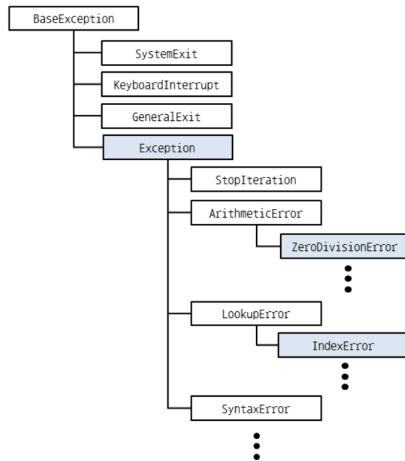 BaseException
SystemExit
KeyboardInterrupt
GeneralExit
Exception
StopIteration
ArithmeticError
ZeroDivisionError
LookupError
IndexError
SyntaxError